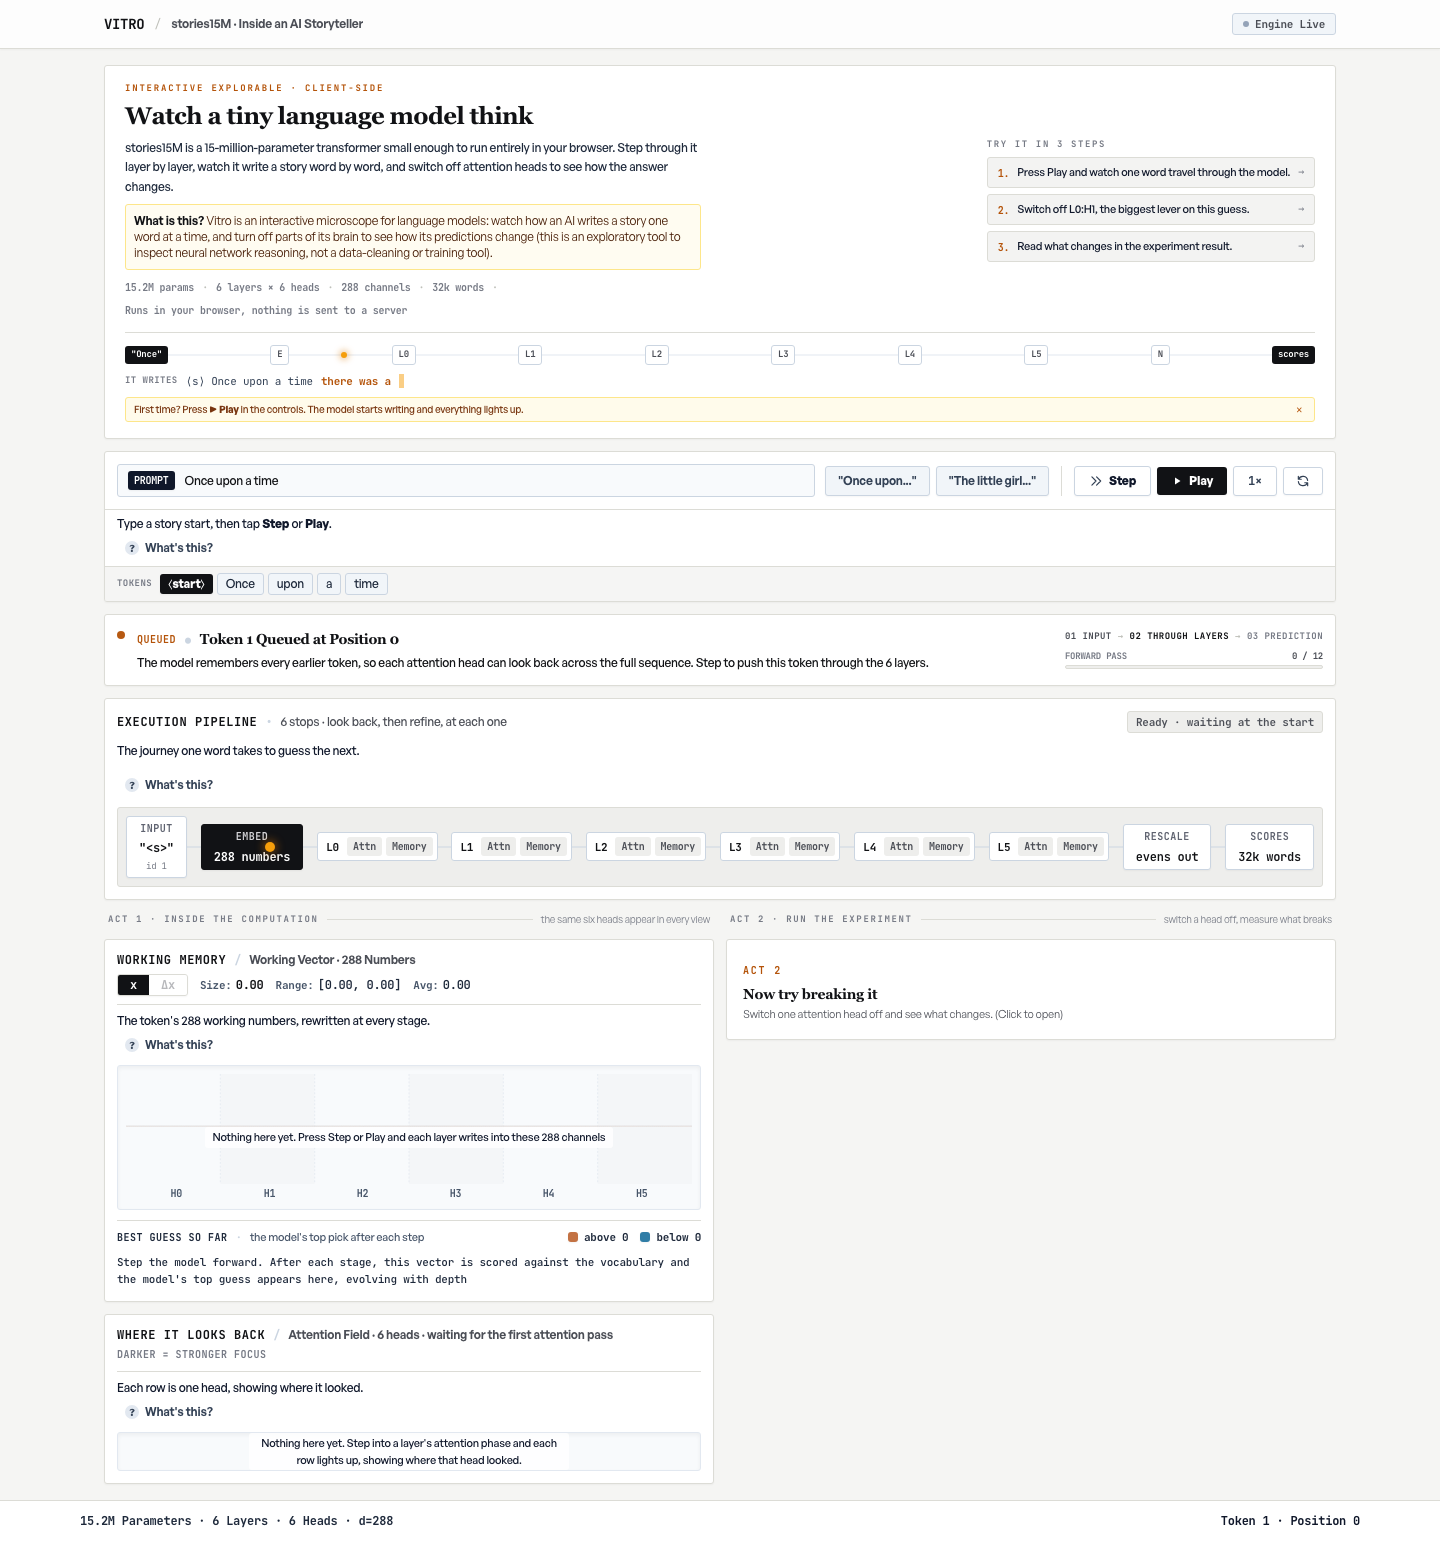 VITRO / stories15M · Inside an AI Storyteller
Engine Live
INTERACTIVE EXPLORABLE · CLIENT-SIDE
Watch a tiny language model think
stories15M is a 15-million-parameter transformer small enough to run entirely in your browser. Step through it
layer by layer, watch it write a story word by word, and switch off attention heads to see how the answer
changes.
What is this? Vitro is an interactive microscope for language models: watch how an AI writes a story one
word at a time, and turn off parts of its brain to see how its predictions change (this is an exploratory tool to
inspect neural network reasoning, not a data-cleaning or training tool).
15.2M params · 6 layers × 6 heads · 288 channels · 32k words ·
Runs in your browser, nothing is sent to a server
TRY IT IN 3 STEPS
1. Press Play and watch one word travel through the model. →
2. Switch off L0:H1, the biggest lever on this guess. →
3. Read what changes in the experiment result. →
"Once" E L0 L1 L2 L3 L4 L5 N scores
IT WRITES ⟨s⟩ Once upon a time there was a
First time? Press ▶ Play in the controls. The model starts writing and everything lights up. ×
PROMPT Once upon a time
"Once upon..." "The little girl..."
Step Play 1×
Type a story start, then tap Step or Play.
? What's this?
TOKENS ⟨start⟩ Once upon a time
QUEUED Token 1 Queued at Position 0
The model remembers every earlier token, so each attention head can look back across the full sequence. Step to push this token through the 6 layers.
01 INPUT → 02 THROUGH LAYERS → 03 PREDICTION
FORWARD PASS 0 / 12
EXECUTION PIPELINE · 6 stops · look back, then refine, at each one
Ready · waiting at the start
The journey one word takes to guess the next.
? What's this?
INPUT
"<s>"
id 1
EMBED
288 numbers
L0 Attn Memory
L1 Attn Memory
L2 Attn Memory
L3 Attn Memory
L4 Attn Memory
L5 Attn Memory
RESCALE
evens out
SCORES
32k words
ACT 1 · INSIDE THE COMPUTATION
the same six heads appear in every view
ACT 2 · RUN THE EXPERIMENT
switch a head off, measure what breaks
WORKING MEMORY / Working Vector · 288 Numbers
x Δx Size: 0.00 Range: [0.00, 0.00] Avg: 0.00
The token's 288 working numbers, rewritten at every stage.
? What's this?
Nothing here yet. Press Step or Play and each layer writes into these 288 channels
H0 H1 H2 H3 H4 H5
BEST GUESS SO FAR · the model's top pick after each step
above 0 below 0
Step the model forward. After each stage, this vector is scored against the vocabulary and
the model's top guess appears here, evolving with depth
ACT 2
Now try breaking it
Switch one attention head off and see what changes. (Click to open)
WHERE IT LOOKS BACK / Attention Field · 6 heads · waiting for the first attention pass
DARKER = STRONGER FOCUS
Each row is one head, showing where it looked.
? What's this?
Nothing here yet. Step into a layer's attention phase and each
row lights up, showing where that head looked.
15.2M Parameters · 6 Layers · 6 Heads · d=288
Token 1 · Position 0